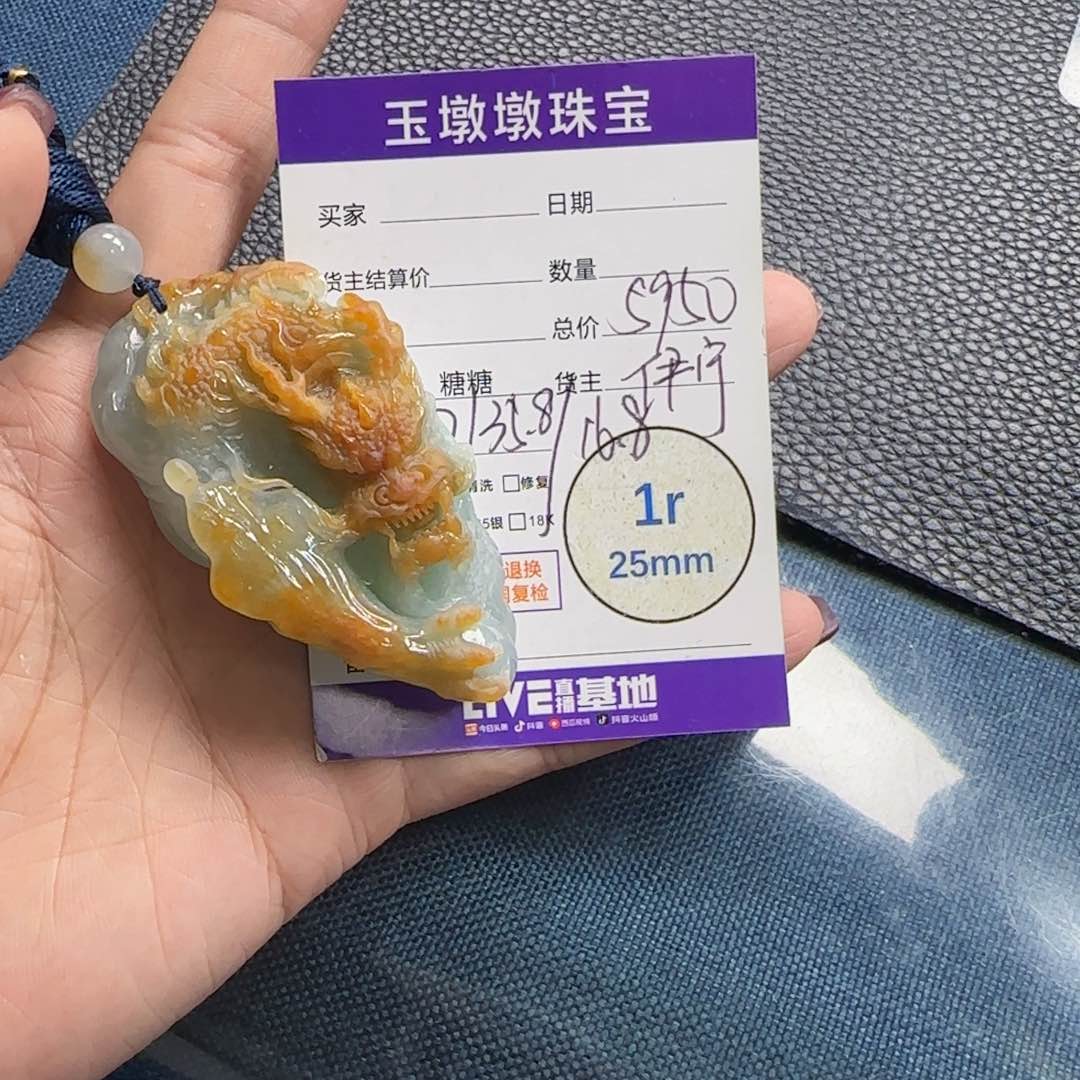 玉墩墩珠宝
买家 日期
货主结算价 数量
总价 5950
糖糖 货主 伊宁
/35.8/16.8
清洗 修复
银 18K
1r
25mm
退换
复检
LIVE直播基地
今日头条 抖音 西瓜视频 抖音火山版